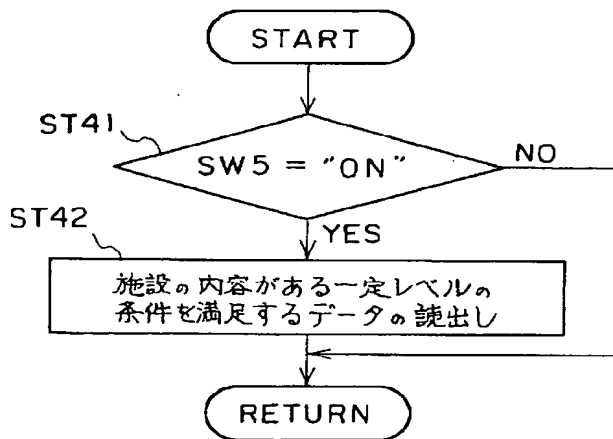 START
ST41
SW5 = "ON"
NO
YES
ST42
施設の内容がある一定レベルの
条件を満足するデータの読出し
RETURN